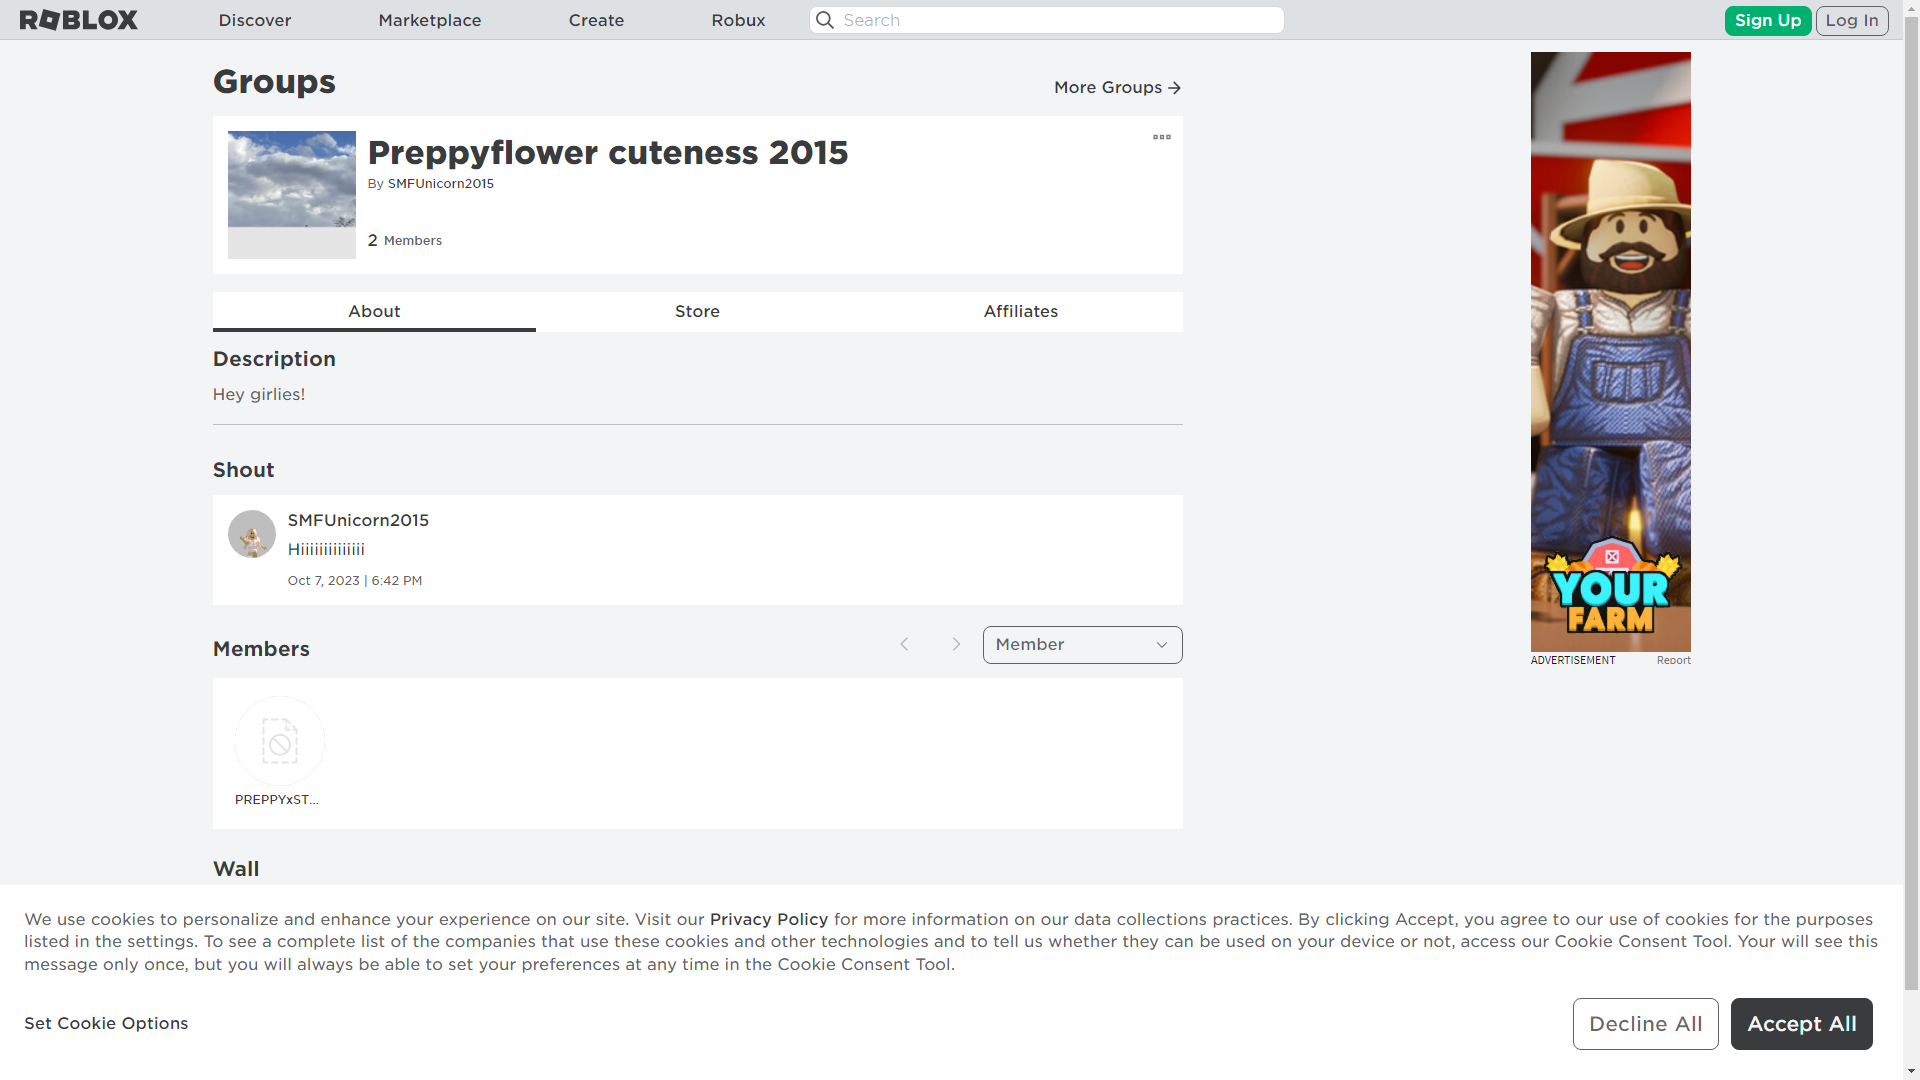 ROBLOX
Discover
Marketplace
Create
Robux
Search
Sign Up
Log In
Groups
More Groups
Preppyflower cuteness 2015
By SMFUnicorn2015
2 Members
About
Store
Affiliates
Description
Hey girlies!
Shout
SMFUnicorn2015
Hiiiiiiiiiiiiii
Oct 7, 2023 | 6:42 PM
Members
Member
PREPPYxST...
Wall
YOUR
FARM
ADVERTISEMENT
Report
We use cookies to personalize and enhance your experience on our site. Visit our Privacy Policy for more information on our data collections practices. By clicking Accept, you agree to our use of cookies for the purposes
listed in the settings. To see a complete list of the companies that use these cookies and other technologies and to tell us whether they can be used on your device or not, access our Cookie Consent Tool. Your will see this
message only once, but you will always be able to set your preferences at any time in the Cookie Consent Tool.
Set Cookie Options
Decline All
Accept All